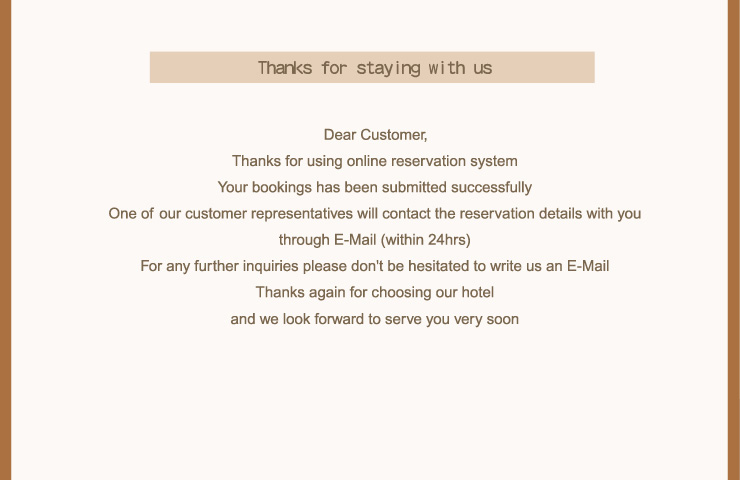 Thanks for staying with us
Dear Customer,
Thanks for using online reservation system
Your bookings has been submitted successfully
One of our customer representatives will contact the reservation details with you
through E-Mail (within 24hrs)
For any further inquiries please don't be hesitated to write us an E-Mail
Thanks again for choosing our hotel
and we look forward to serve you very soon